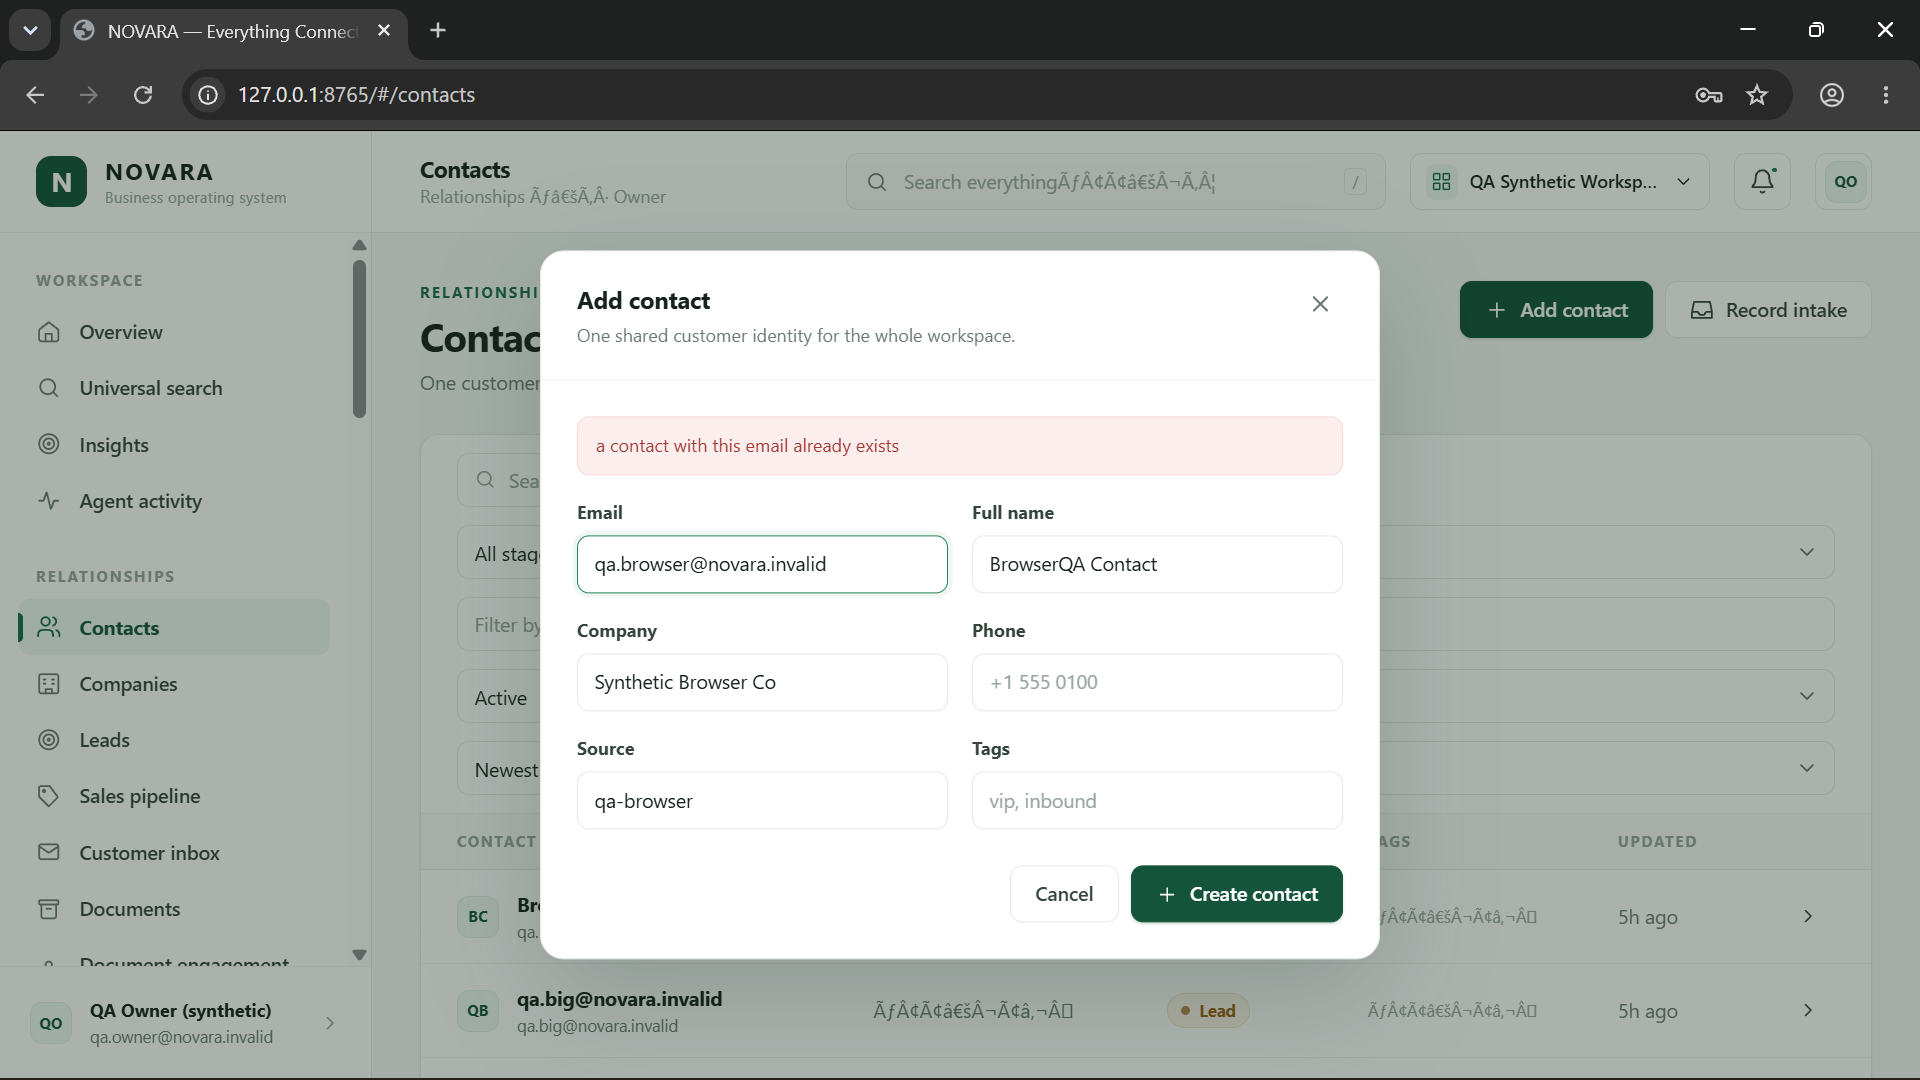 NOVARA — Everything Connec
127.0.0.1:8765/#/contacts
N
NOVARA
Business operating system
Contacts
Relationships Ãƒâ€šÃ‚Â· Owner
Search everythingÃƒÂ¢Ã¢â€šÂ¬Ã‚Â¦
/
QA Synthetic Worksp...
QO
WORKSPACE
Overview
Universal search
Insights
Agent activity
RELATIONSHIPS
Contacts
Companies
Leads
Sales pipeline
Customer inbox
Documents
Document engagement
QO
QA Owner (synthetic)
qa.owner@novara.invalid
RELATIONSHI
Contac
One customer
Add contact
Record intake
Sea
All stag
Filter by
Active
Newest
CONTACT
AGS
UPDATED
BC
Br
qa.
5h ago
QB
qa.big@novara.invalid
qa.big@novara.invalid
Lead
5h ago
Add contact
One shared customer identity for the whole workspace.
a contact with this email already exists
Email
Full name
qa.browser@novara.invalid
BrowserQA Contact
Company
Phone
Synthetic Browser Co
+1 555 0100
Source
Tags
qa-browser
vip, inbound
Cancel
Create contact